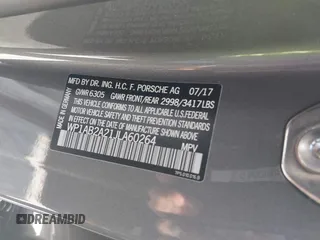 MFD BY DR. ING. H.C. F. PORSCHE AG 07/17
GVWR 6305 GAWR FRONT/REAR 2998/3417LBS
THIS VEHICLE CONFORMS TO ALL APPLICABLE
FEDERAL MOTOR VEHICLE SAFETY, BUMPER, AND
THEFT PREVENTION STANDARDS IN EFFECT ON
THE DATE OF MANUFACTURE SHOWN ABOVE.
WP1AB2A21JLA60264
MPV
MADE IN GERMANY
DREAMBID